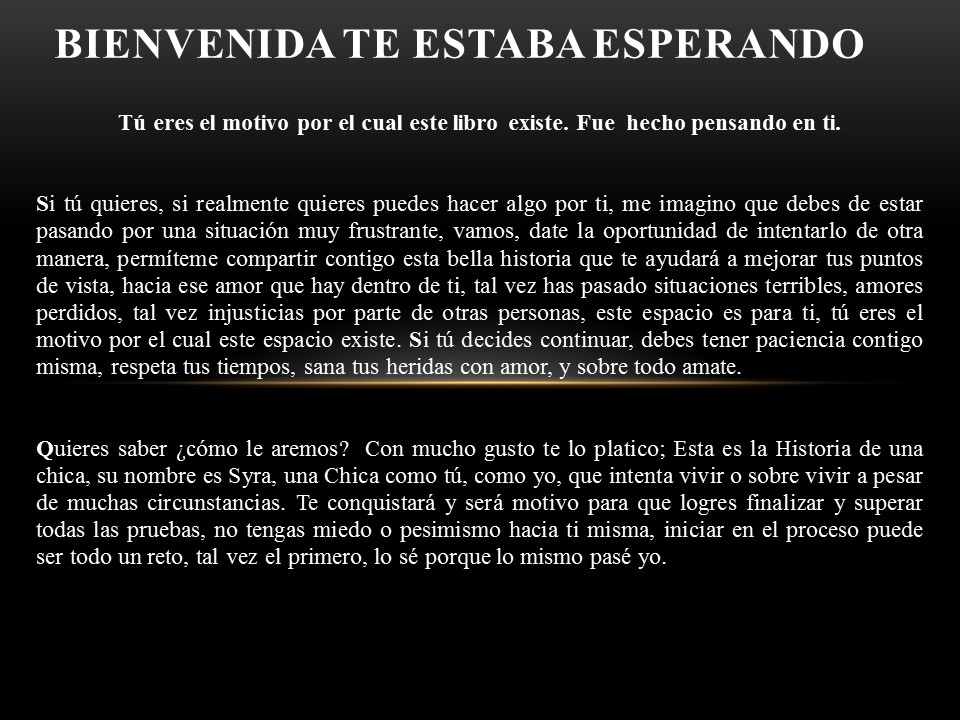 BIENVENIDA TE ESTABA ESPERANDO
Tú eres el motivo por el cual este libro existe. Fue hecho pensando en ti.
Si tú quieres, si realmente quieres puedes hacer algo por ti, me imagino que debes de estar
pasando por una situación muy frustrante, vamos, date la oportunidad de intentarlo de otra
manera, permíteme compartir contigo esta bella historia que te ayudará a mejorar tus puntos
de vista, hacia ese amor que hay dentro de ti, tal vez has pasado situaciones terribles, amores
perdidos, tal vez injusticias por parte de otras personas, este espacio es para ti, tú eres el
motivo por el cual este espacio existe. Si tú decides continuar, debes tener paciencia contigo
misma, respeta tus tiempos, sana tus heridas con amor, y sobre todo amate.
Quieres saber ¿cómo le aremos? Con mucho gusto te lo platico; Esta es la Historia de una
chica, su nombre es Syra, una Chica como tú, como yo, que intenta vivir o sobre vivir a pesar
de muchas circunstancias. Te conquistará y será motivo para que logres finalizar y superar
todas las pruebas, no tengas miedo o pesimismo hacia ti misma, iniciar en el proceso puede
ser todo un reto, tal vez el primero, lo sé porque lo mismo pasé yo.